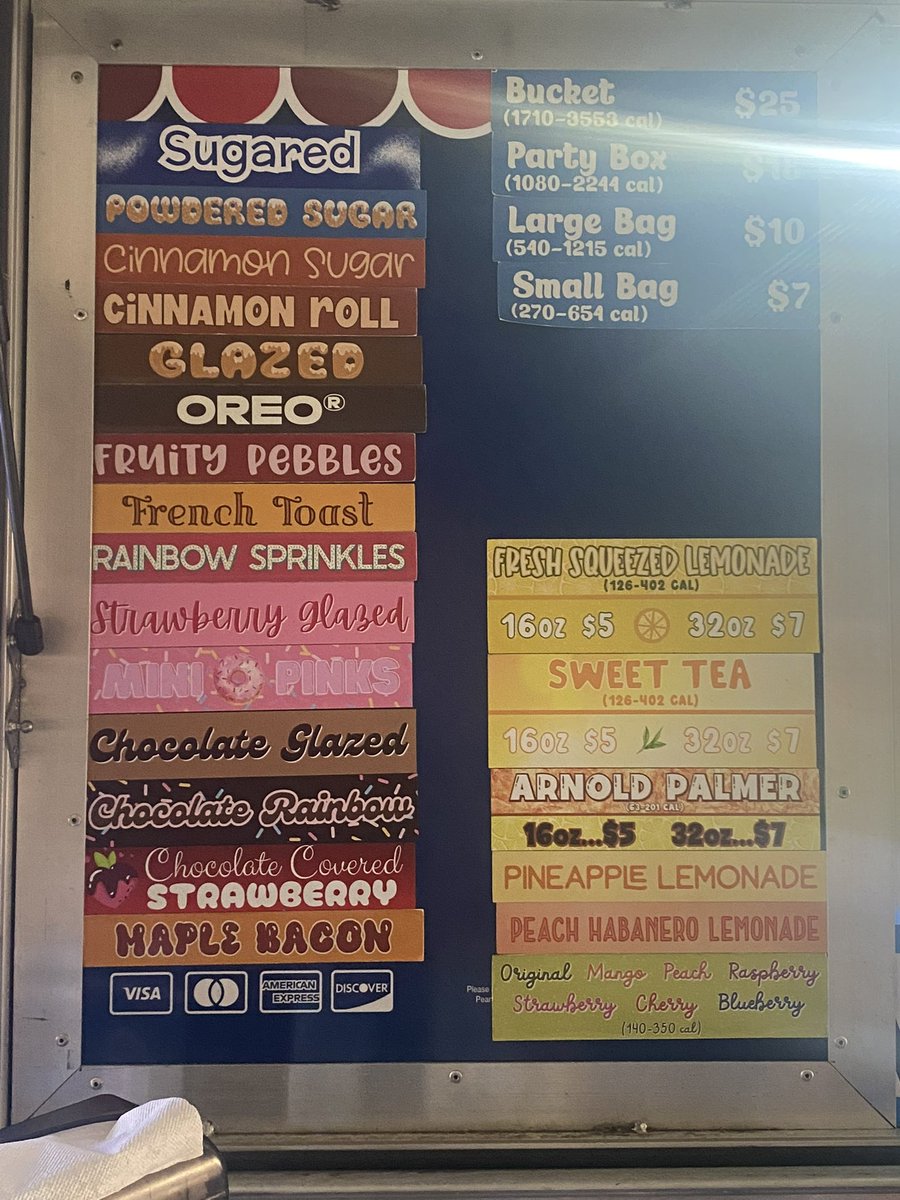 Sugared
POWDERED SUGAR
Cinnamon Sugar
CINNAMON ROLL
GLAZED
OREO®
FRUITY PEBBLES
French Toast
RAINBOW SPRINKLES
Strawberry Glazed
MINI PINKS
Chocolate Glazed
Chocolate Rainbow
Chocolate Covered
STRAWBERRY
MAPLE BACON
VISA
AMERICAN
EXPRESS
DISCOVER
Bucket $25
(1710-3553 cal)
Party Box
(1080-2244 cal)
Large Bag $10
(540-1215 cal)
Small Bag $7
(270-654 cal)
FRESH SQUEEZED LEMONADE
(126-402 CAL)
16oz $5 32oz $7
SWEET TEA
(126-402 CAL)
16oz $5 32oz $7
ARNOLD PALMER
(63-201 CAL)
16oz...$5 32oz...$7
PINEAPPLE LEMONADE
PEACH HABANERO LEMONADE
Original Mango Peach Raspberry
Strawberry Cherry Blueberry
(140-350 cal)
Please